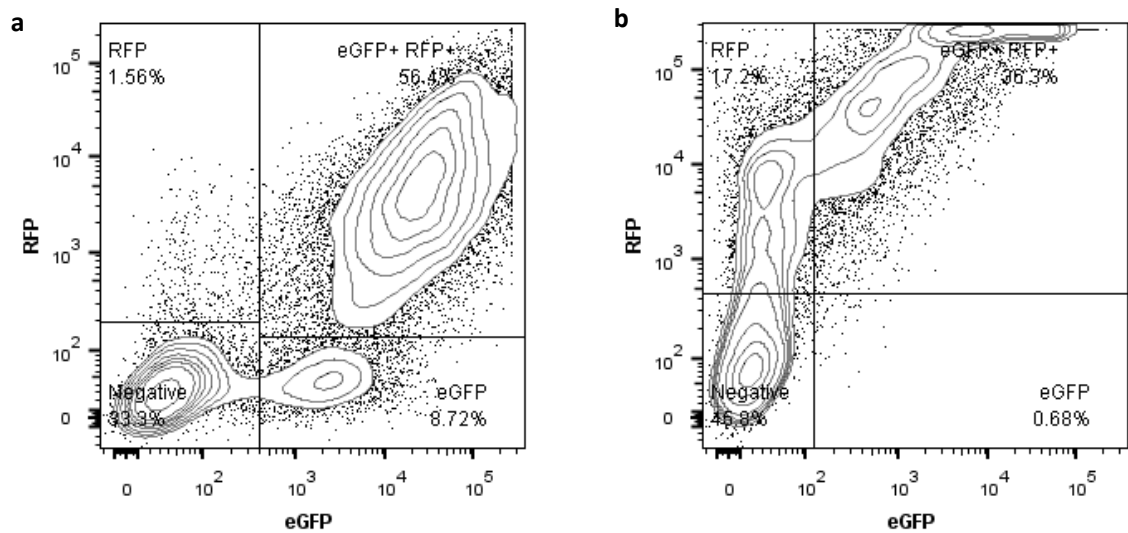 a
RFP
1.56%
eGFP+ RFP+
56.4%
Negative
33.3%
eGFP
8.72%
10^5
10^4
10^3
10^2
0
RFP
0 10^2 10^3 10^4 10^5
eGFP
b
RFP
17.2%
eGFP+ RFP+
36.3%
Negative
45.8%
eGFP
0.68%
10^5
10^4
10^3
10^2
0
RFP
0 10^2 10^3 10^4 10^5
eGFP